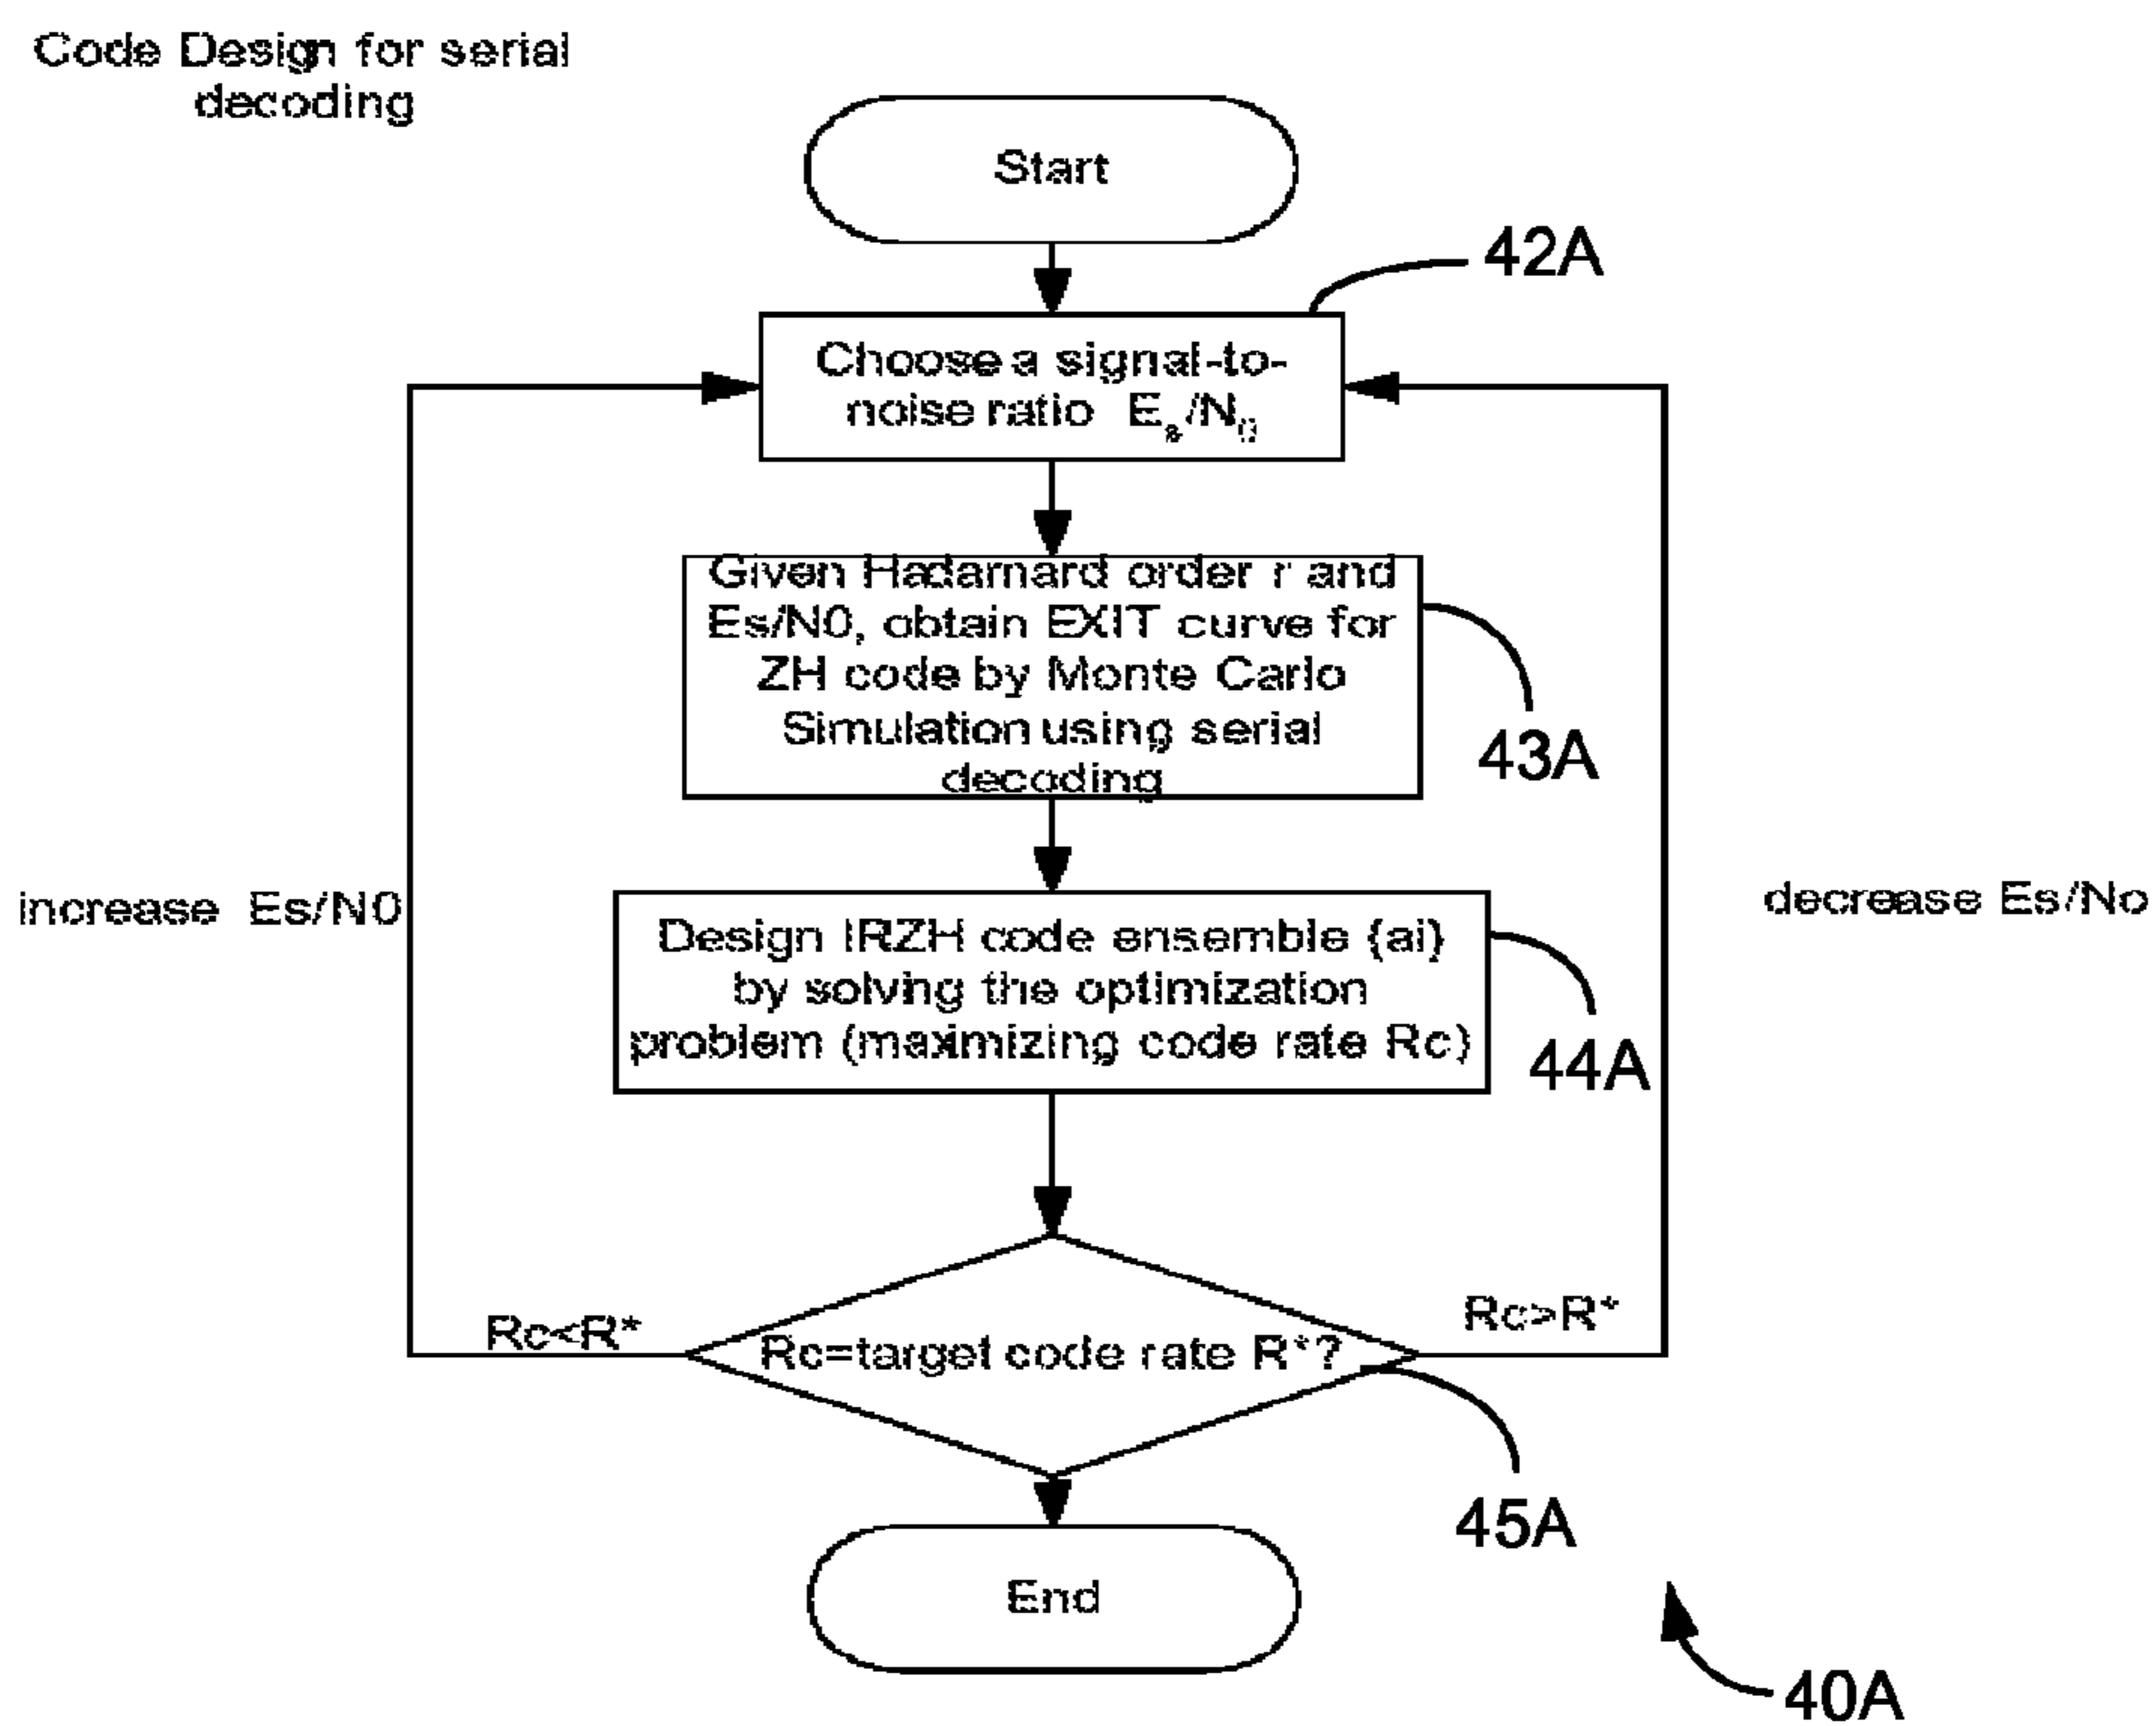 Code Design for serial
decoding
Start
42A
Choose a signal-to-
noise ratio Es/N0
Given Hadamard order r and
Es/N0, obtain EXIT curve for
ZH code by Monte Carlo
Simulation using serial
decoding
43A
increase Es/N0
decrease Es/No
Design IRZH code ensemble (ai)
by solving the optimization
problem (maximizing code rate Rc)
44A
Rc<R*
Rc=target code rate R*?
Rc>R*
45A
End
40A